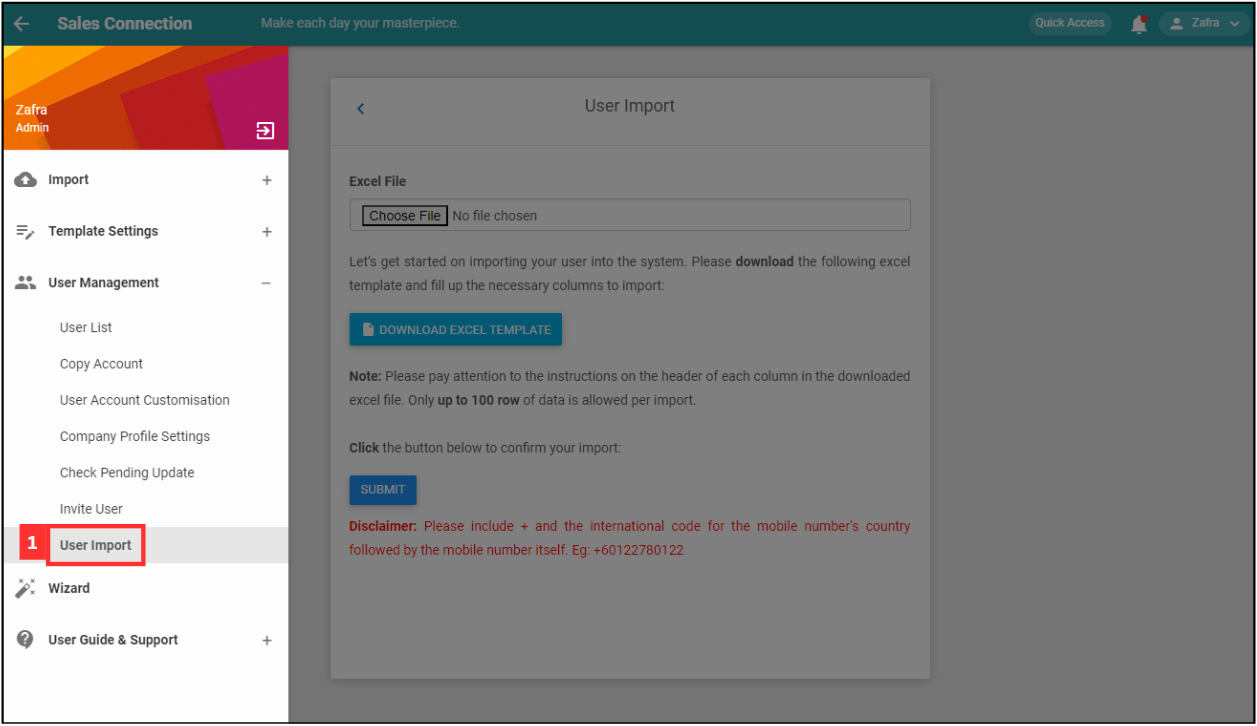 Sales Connection
Make each day your masterpiece.
Quick Access
Zafra
Zafra
Admin
Import
Template Settings
User Management
User List
Copy Account
User Account Customisation
Company Profile Settings
Check Pending Update
Invite User
1
User Import
Wizard
User Guide & Support
User Import
Excel File
Choose File No file chosen
Let's get started on importing your user into the system. Please download the following excel
template and fill up the necessary columns to import:
DOWNLOAD EXCEL TEMPLATE
Note: Please pay attention to the instructions on the header of each column in the downloaded
excel file. Only up to 100 row of data is allowed per import.
Click the button below to confirm your import:
SUBMIT
Disclaimer: Please include + and the international code for the mobile number's country
followed by the mobile number itself. Eg: +60122780122